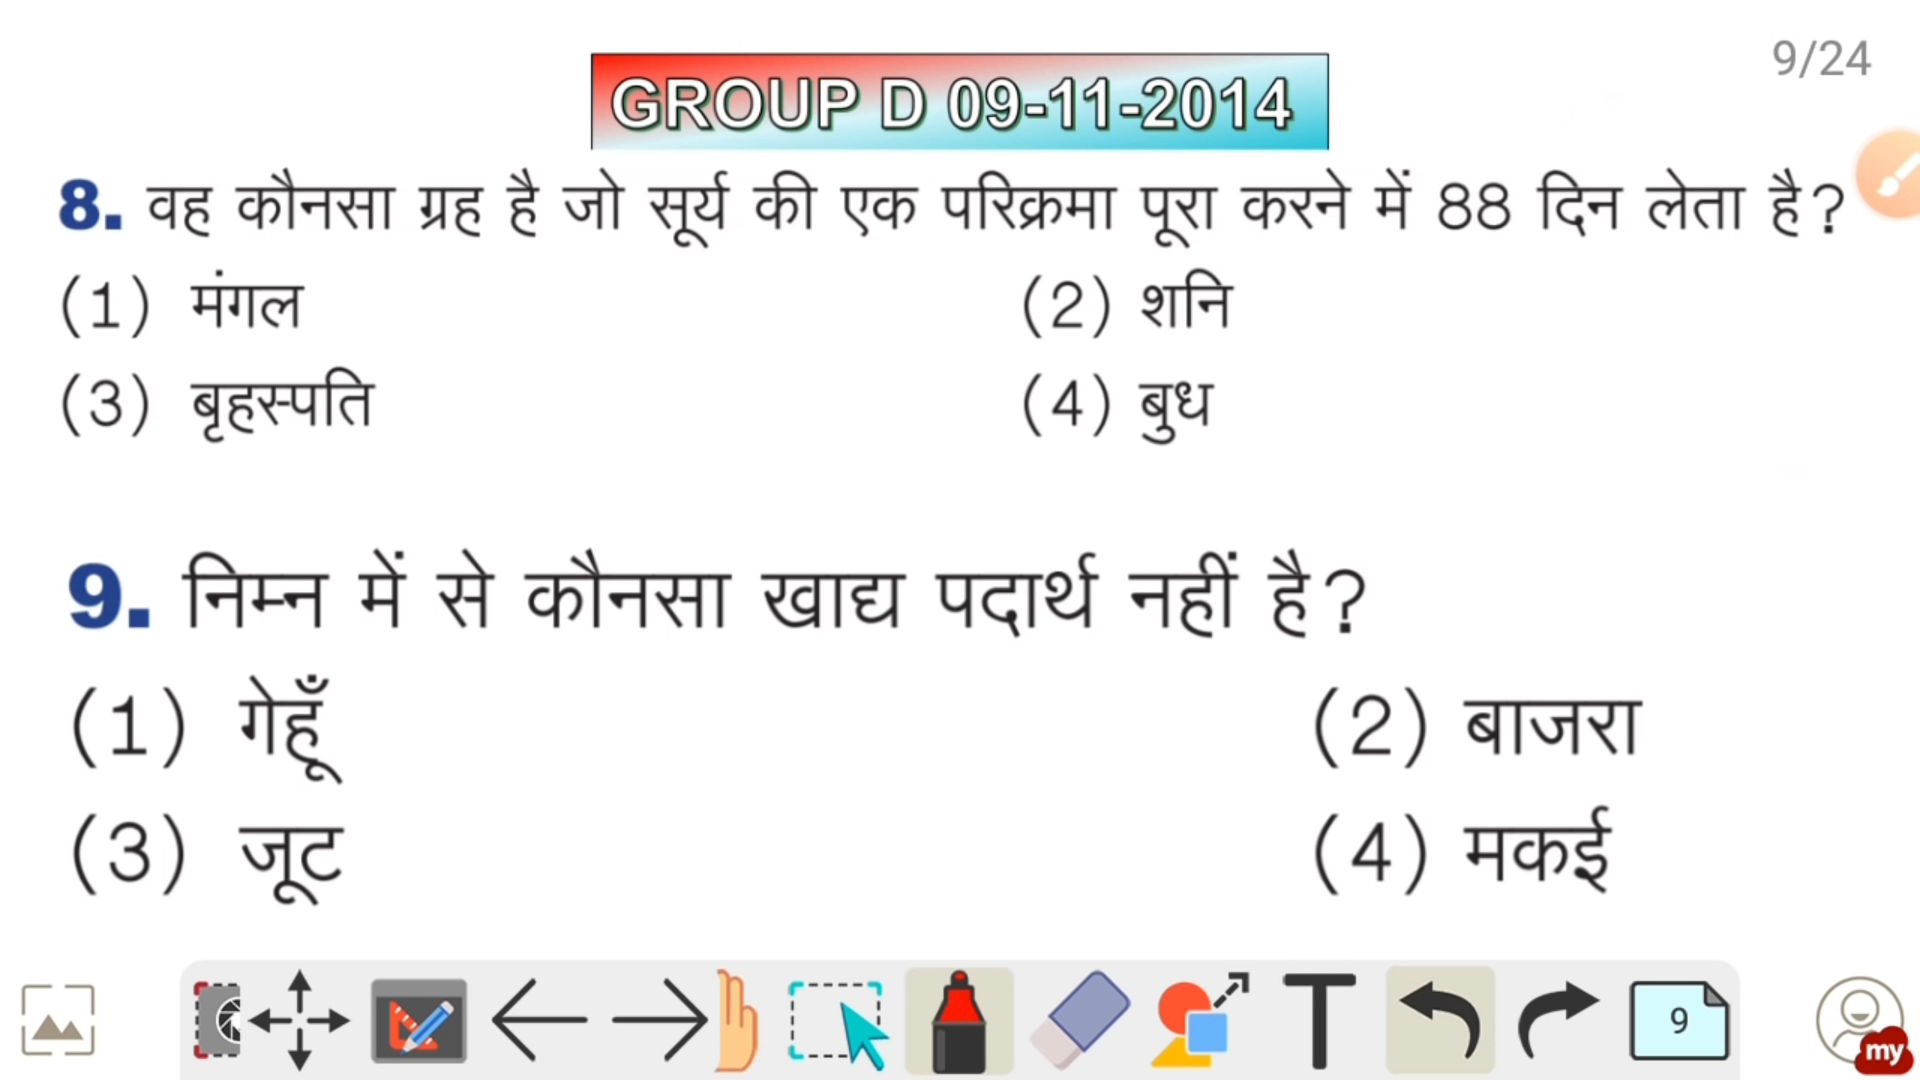 9/24
GROUP D 09-11-2014
8. वह कौनसा ग्रह है जो सूर्य की एक परिक्रमा पूरा करने में 88 दिन लेता है?
(1) मंगल (2) शनि
(3) बृहस्पति (4) बुध
9. निम्न में से कौनसा खाद्य पदार्थ नहीं है?
(1) गेहूँ (2) बाजरा
(3) जूट (4) मकई
T 9
my